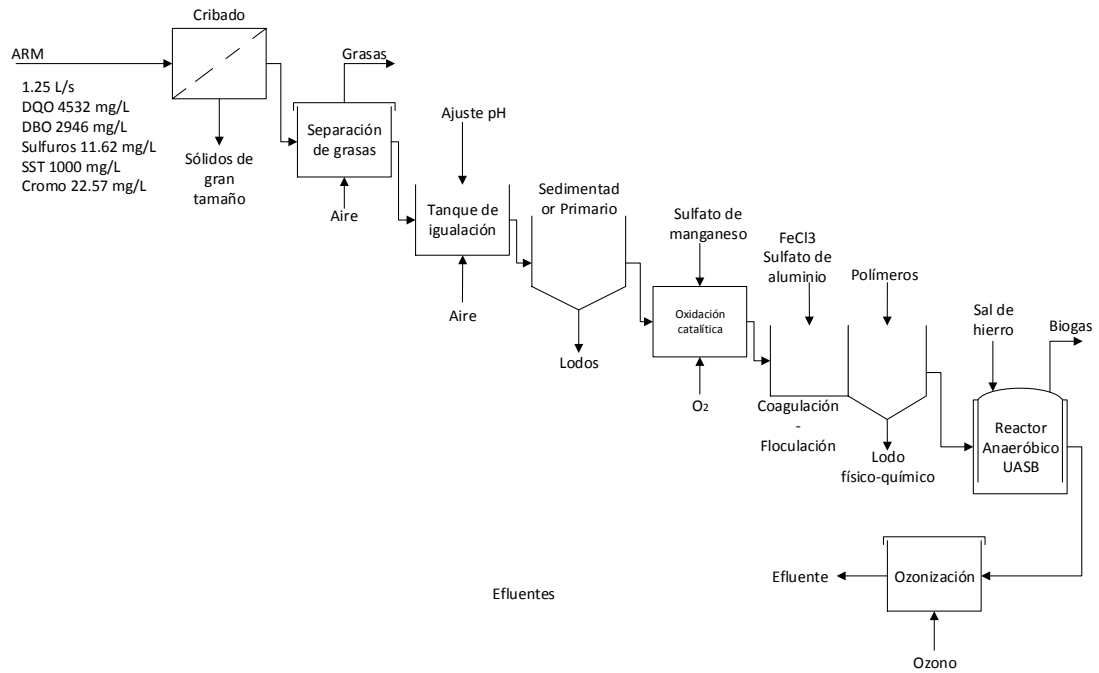 Cribado
ARM
1.25 L/s
DQO 4532 mg/L
DBO 2946 mg/L
Sulfuros 11.62 mg/L
SST 1000 mg/L
Cromo 22.57 mg/L
Sólidos de
gran
tamaño
Grasas
Separación
de grasas
Aire
Ajuste pH
Tanque de
igualación
Aire
Sedimentad
or Primario
Lodos
Sulfato de
manganeso
Oxidación
catalítica
O2
FeCl3
Sulfato de
aluminio
Coagulación
-
Floculación
Polímeros
Lodo
físico-químico
Sal de
hierro
Biogas
Reactor
Anaeróbico
UASB
Ozonización
Efluente
Ozono
Efluentes